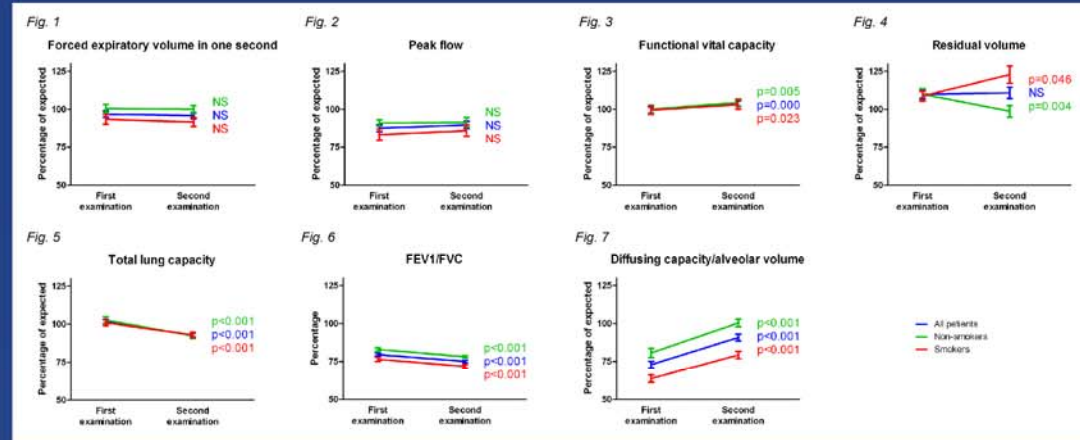 Fig. 1
Forced expiratory volume in one second
Percentage of expected
125
100
75
50
NS
NS
NS
First examination
Second examination
Fig. 2
Peak flow
Percentage of expected
125
100
75
50
NS
NS
NS
First examination
Second examination
Fig. 3
Functional vital capacity
Percentage of expected
125
100
75
50
p=0.005
p=0.000
p=0.023
First examination
Second examination
Fig. 4
Residual volume
Percentage of expected
125
100
75
50
p=0.046
NS
p=0.004
First examination
Second examination
Fig. 5
Total lung capacity
Percentage of expected
125
100
75
50
p<0.001
p<0.001
p<0.001
First examination
Second examination
Fig. 6
FEV1/FVC
Percentage
125
100
75
50
p<0.001
p<0.001
p<0.001
First examination
Second examination
Fig. 7
Diffusing capacity/alveolar volume
Percentage of expected
125
100
75
50
p<0.001
p<0.001
p<0.001
First examination
Second examination
All patients
Non-smokers
Smokers